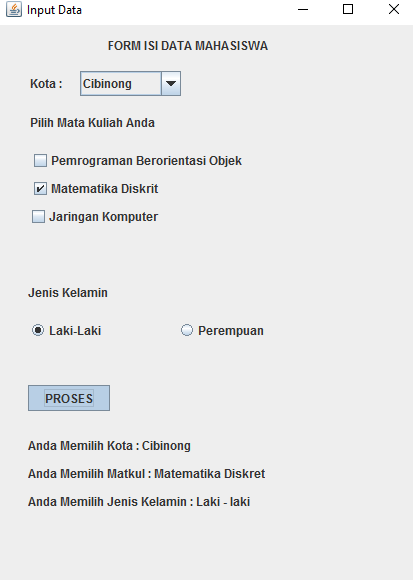 Input Data
FORM ISI DATA MAHASISWA
Kota : Cibinong
Pilih Mata Kuliah Anda
Pemrograman Berorientasi Objek
Matematika Diskrit
Jaringan Komputer
Jenis Kelamin
Laki-Laki Perempuan
PROSES
Anda Memilih Kota : Cibinong
Anda Memilih Matkul : Matematika Diskret
Anda Memilih Jenis Kelamin : Laki - laki